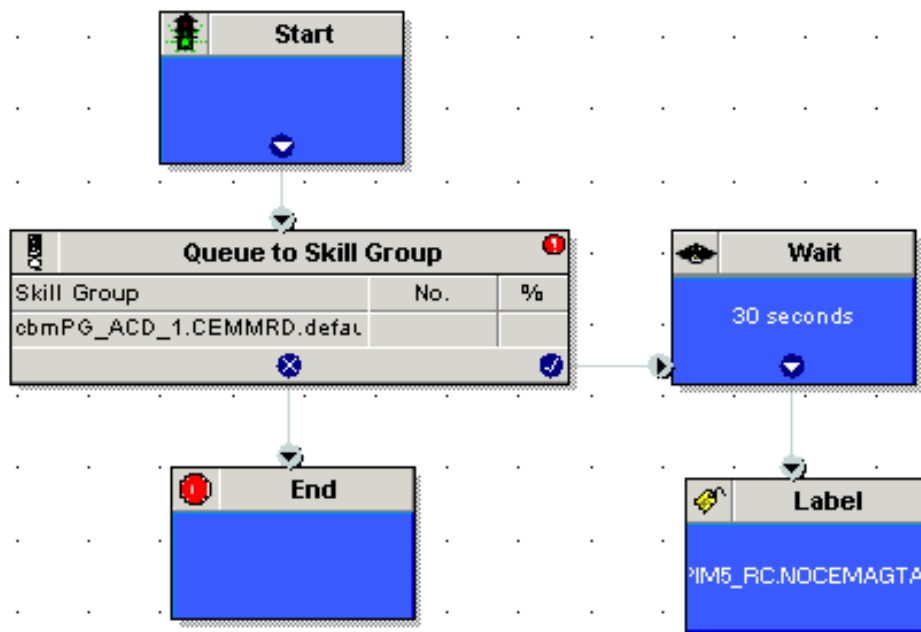 Start
Queue to Skill Group
Skill Group No. %
cbmPG_ACD_1.CEMMRD.defau
Wait
30 seconds
End
Label
PIM5_RC.NOCEMAGTA